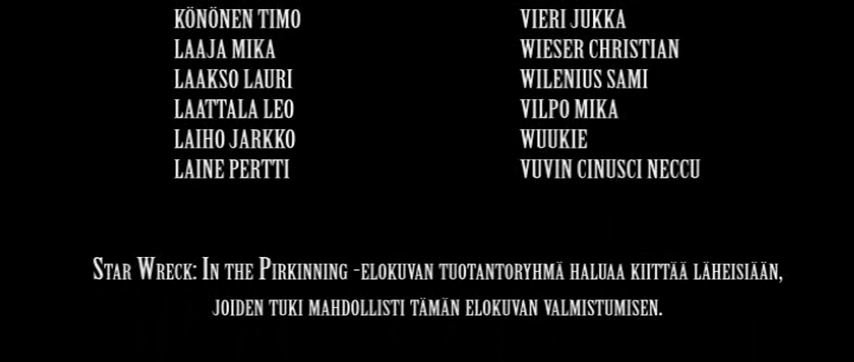 KÖNÖNEN TIMO
LAAJA MIKA
LAAKSO LAURI
LAATTALA LEO
LAIHO JARKKO
LAINE PERTTI
VIERI JUKKA
WIESER CHRISTIAN
WILENIUS SAMI
VILPO MIKA
WUUKIE
VUVIN CINUSCI NECCU
STAR WRECK: IN THE PIRKINNING -ELOKUVAN TUOTANTORYHMÄ HALUAA KIITTÄÄ LÄHEISIÄÄN,
JOIDEN TUKI MAHDOLLISTI TÄMÄN ELOKUVAN VALMISTUMISEN.